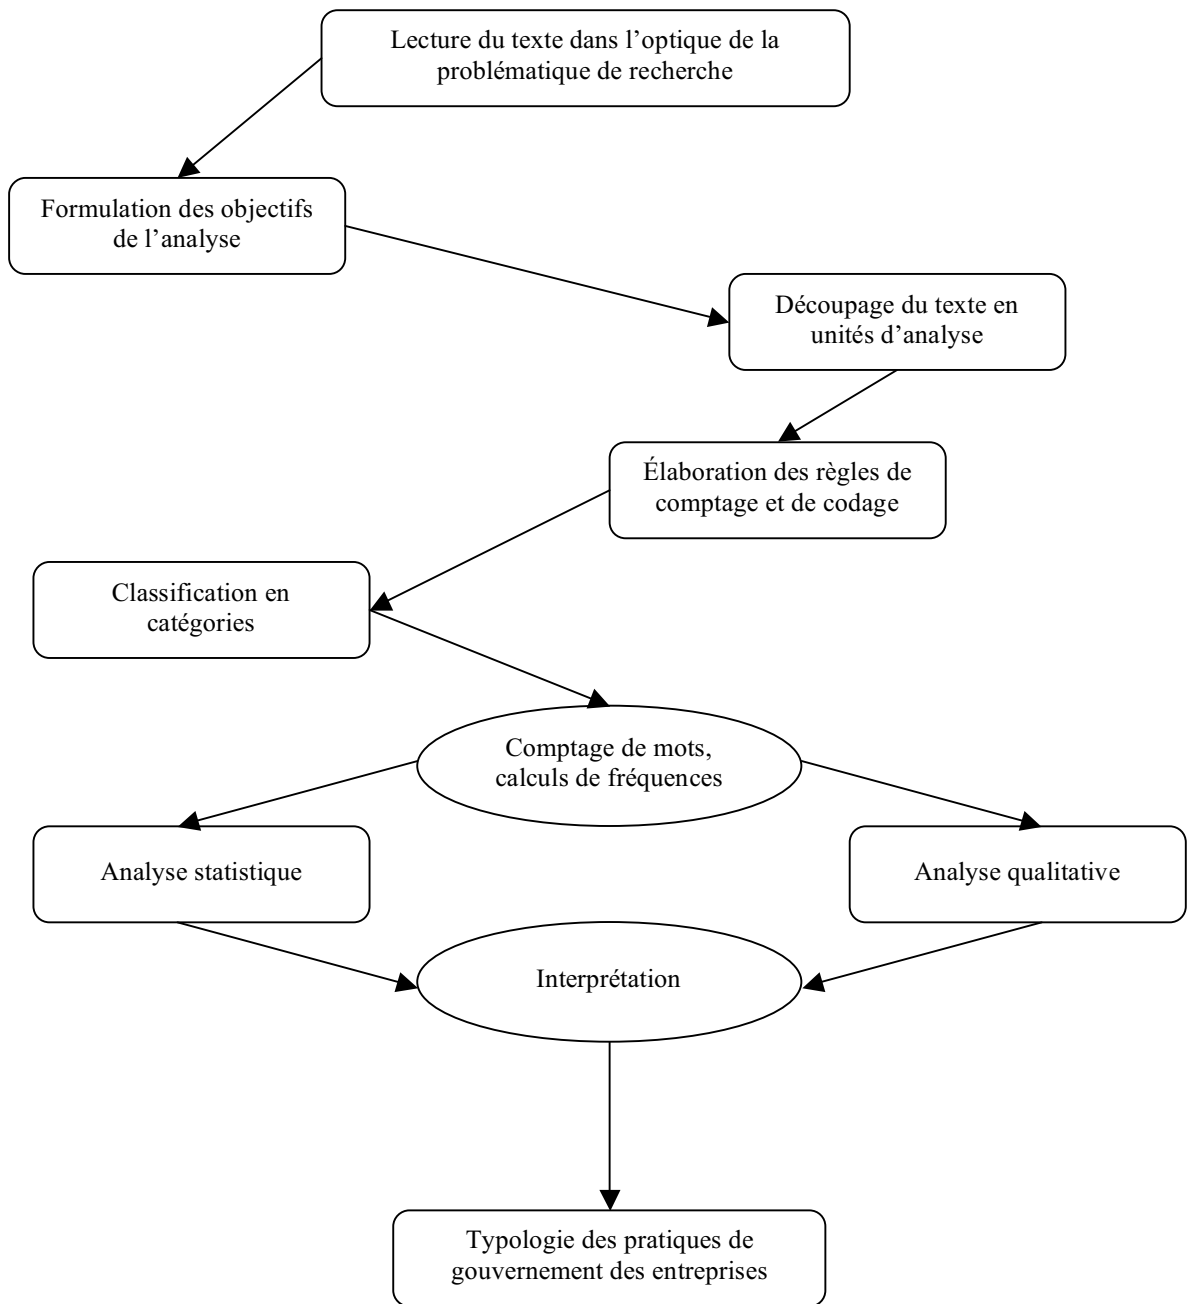 Lecture du texte dans l’optique de la
problématique de recherche
Formulation des objectifs
de l’analyse
Découpage du texte en
unités d’analyse
Élaboration des règles de
comptage et de codage
Classification en
catégories
Comptage de mots,
calculs de fréquences
Analyse statistique
Analyse qualitative
Interprétation
Typologie des pratiques de
gouvernement des entreprises